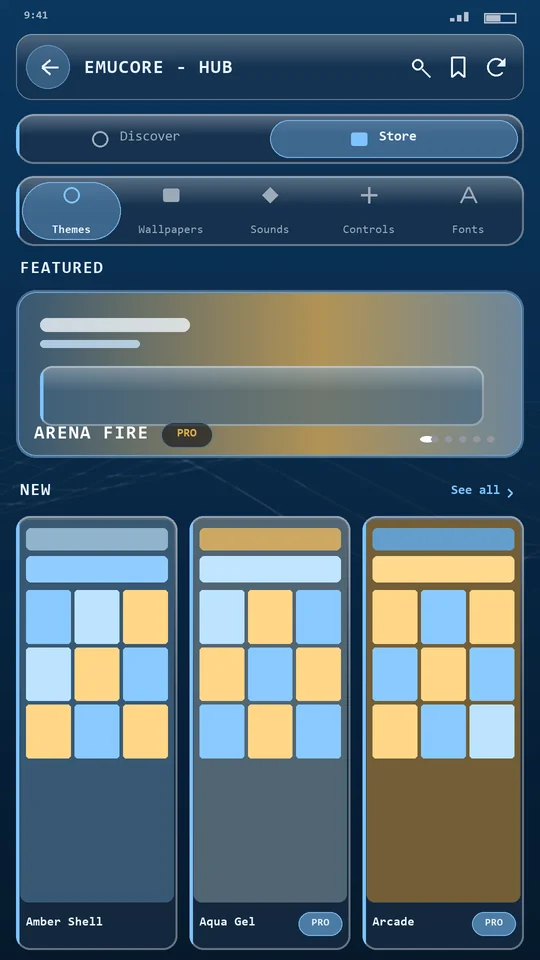 9:41
EMUCORE - HUB
Discover
Store
Themes
Wallpapers
Sounds
Controls
Fonts
FEATURED
ARENA FIRE
PRO
NEW
See all
Amber Shell
Aqua Gel
PRO
Arcade
PRO